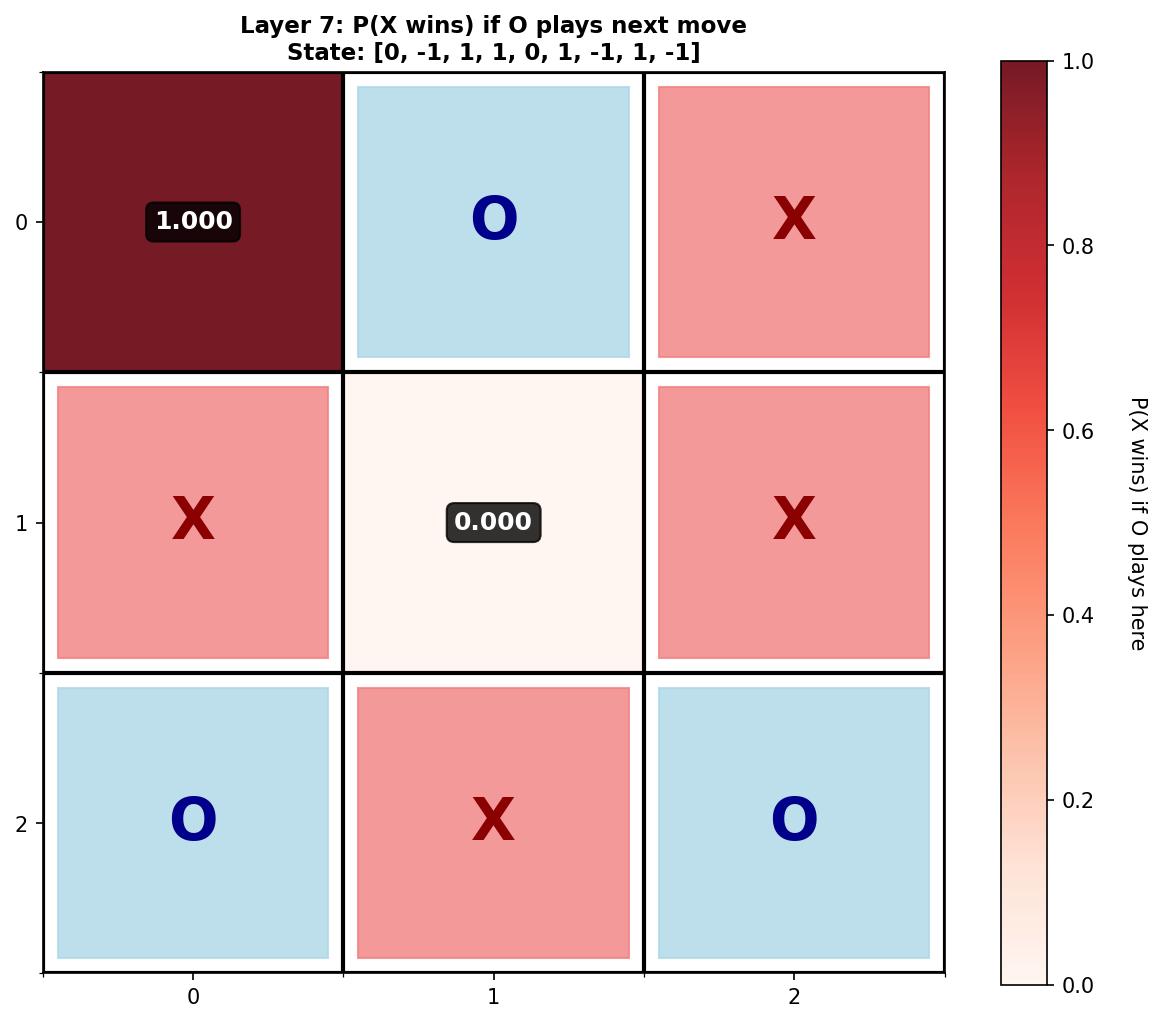 Layer 7: P(X wins) if O plays next move
State: [0, -1, 1, 1, 0, 1, -1, 1, -1]
1.000 O X
X 0.000 X
O X O
0
1
2
0 1 2
1.0
0.8
0.6
0.4
0.2
0.0
P(X wins) if O plays here